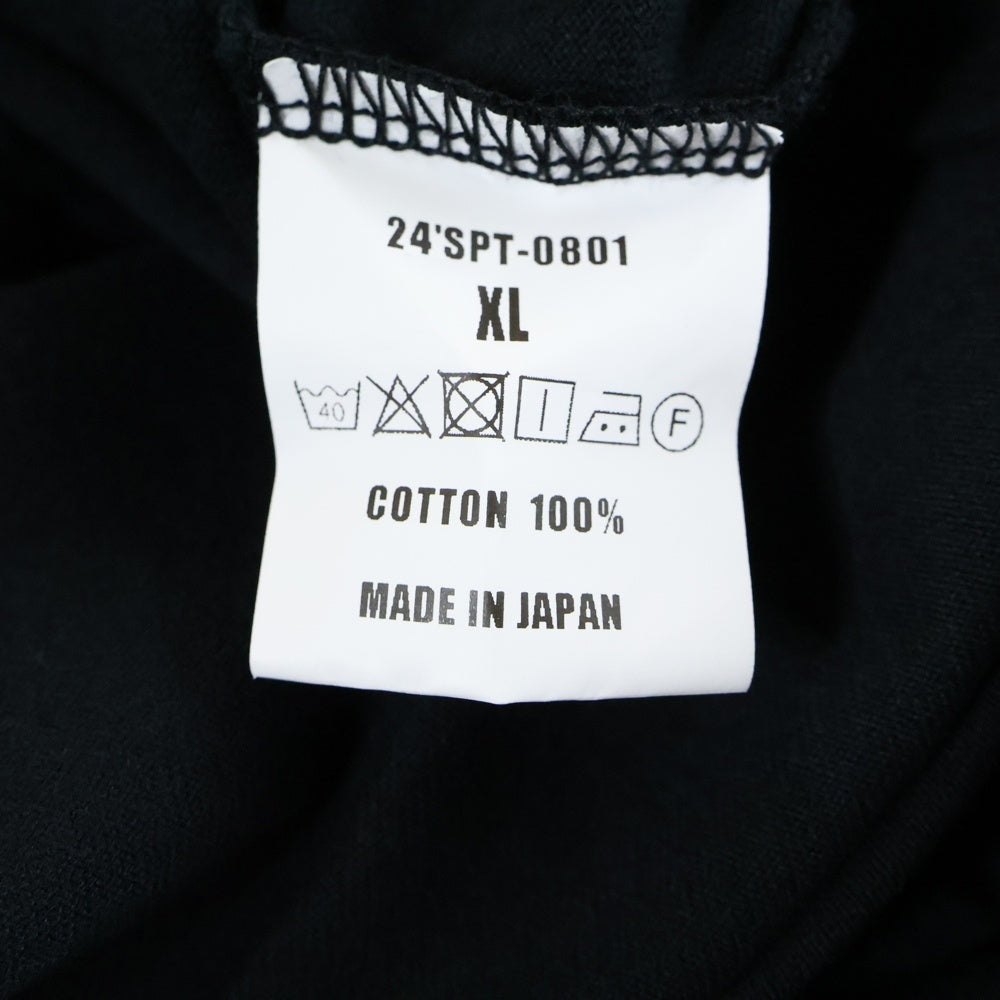 24'SPT-0801
XL
40 F
COTTON 100%
MADE IN JAPAN